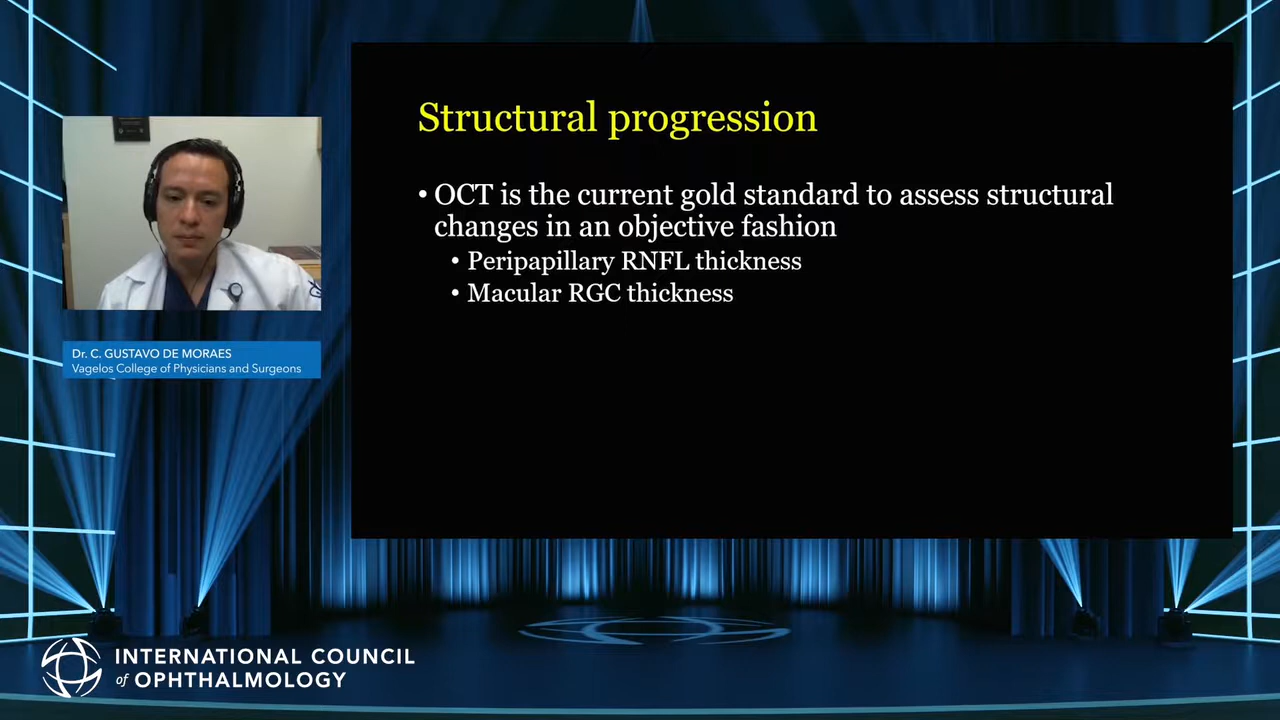 Structural progression
• OCT is the current gold standard to assess structural
changes in an objective fashion
• Peripapillary RNFL thickness
• Macular RGC thickness
Dr. C. GUSTAVO DE MORAES
Vagelos College of Physicians and Surgeons
INTERNATIONAL COUNCIL
of OPHTHALMOLOGY